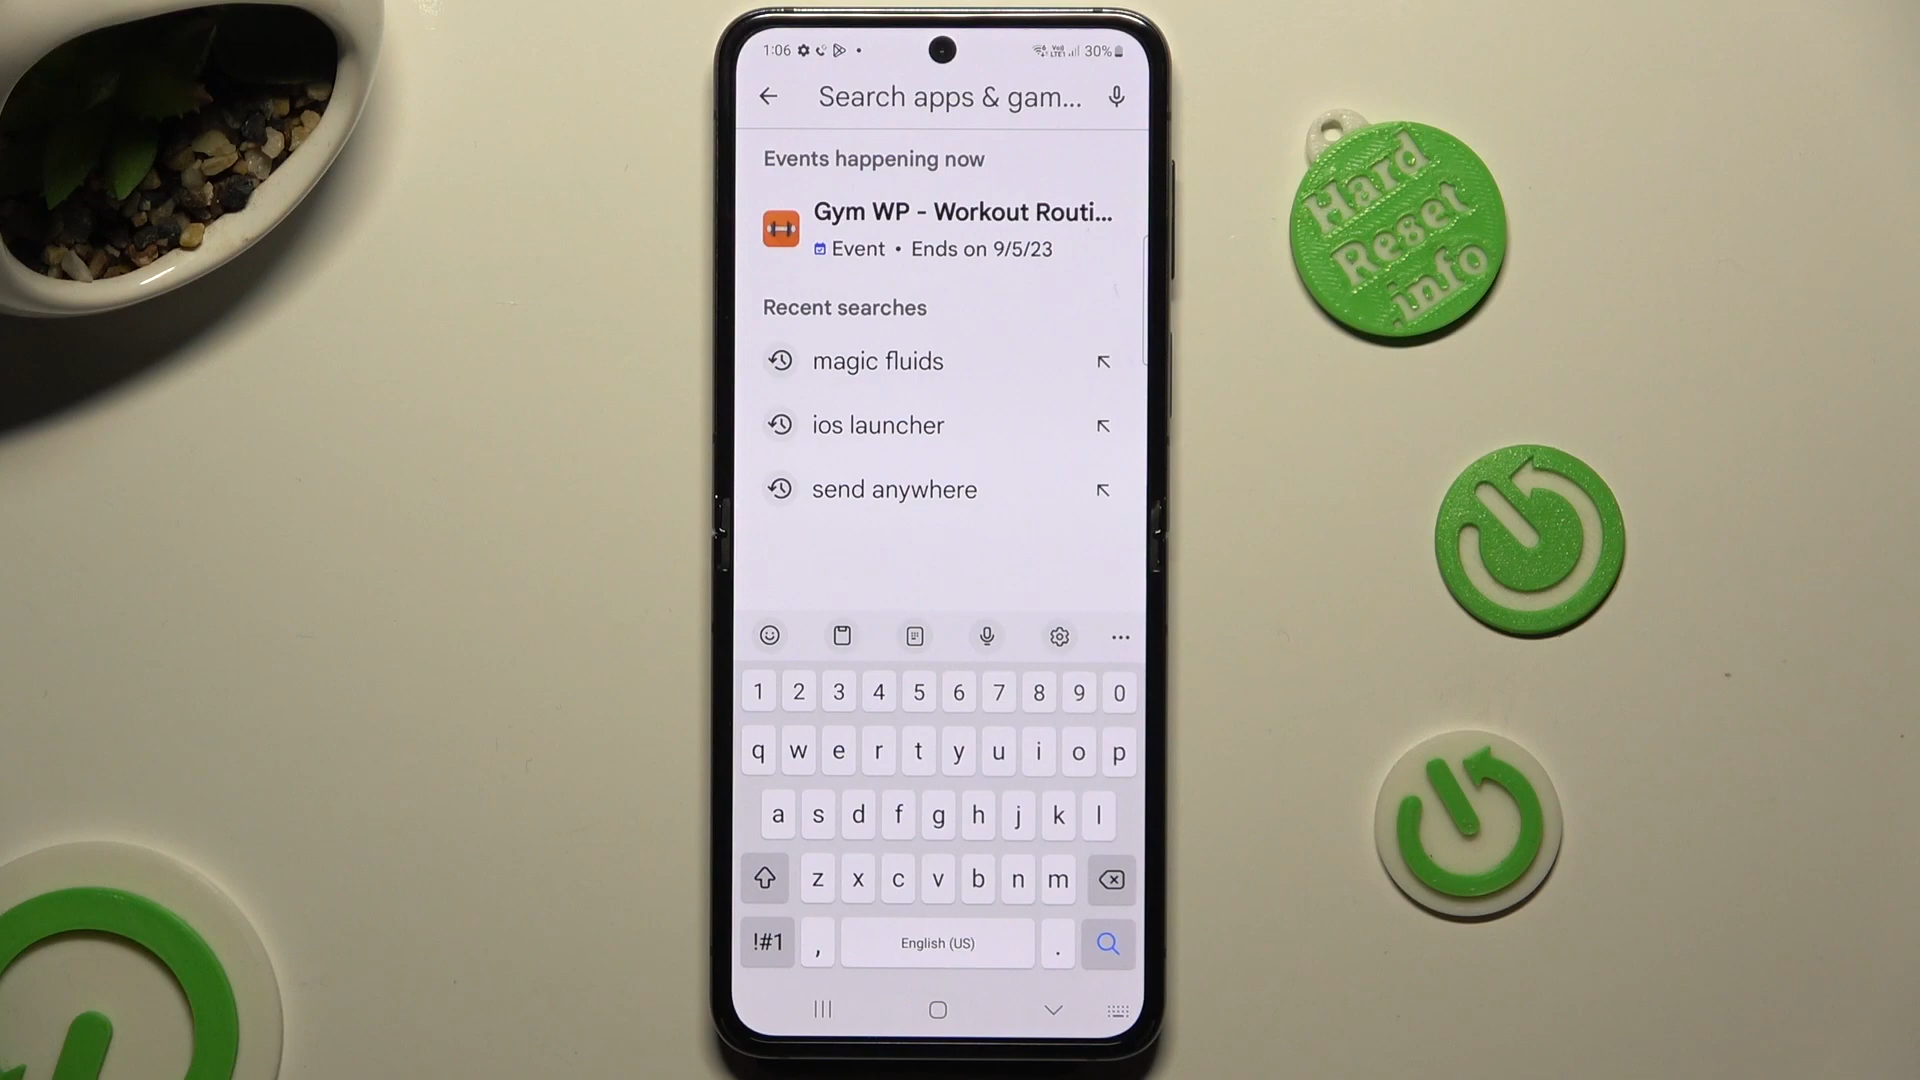 1:06
30%
Search apps & gam...
Events happening now
Gym WP - Workout Routi...
Event • Ends on 9/5/23
Recent searches
magic fluids
ios launcher
send anywhere
1 2 3 4 5 6 7 8 9 0
q w e r t y u i o p
a s d f g h j k l
z x c v b n m
!#1 , English (US) .
Hard
Reset
.info